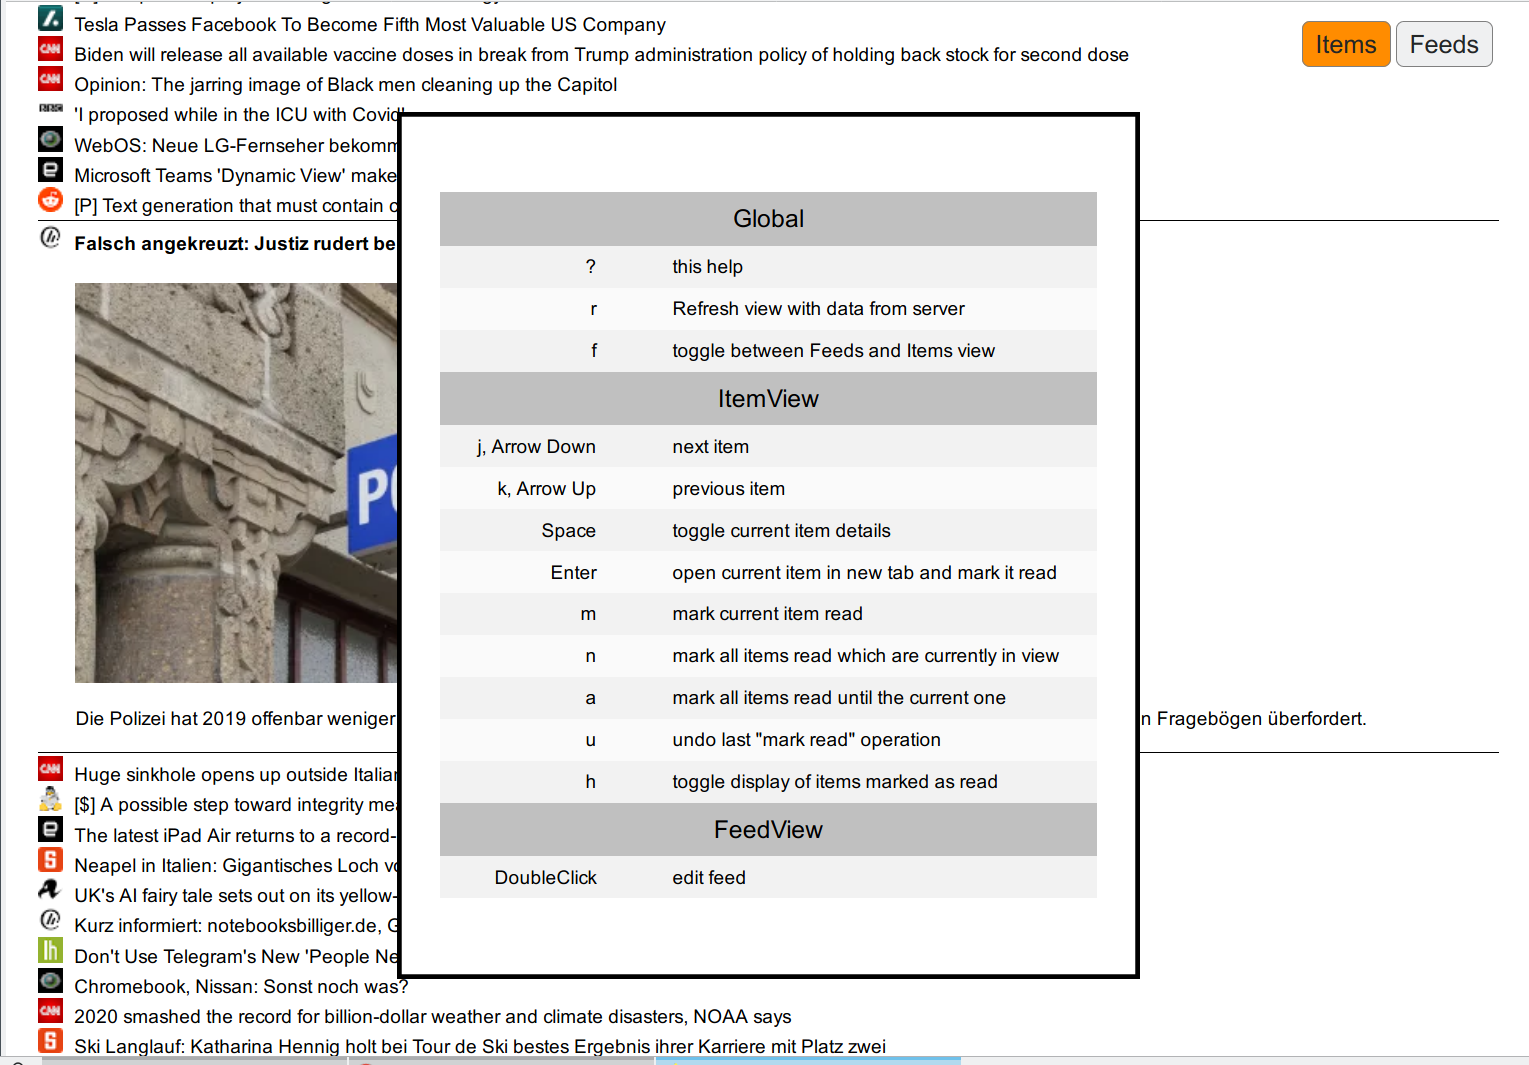 Tesla Passes Facebook To Become Fifth Most Valuable US Company
Items Feeds
CNN Biden will release all available vaccine doses in break from Trump administration policy of holding back stock for second dose
CNN Opinion: The jarring image of Black men cleaning up the Capitol
BBC 'I proposed while in the ICU with Covid'
WebOS: Neue LG-Fernseher bekomm
Microsoft Teams 'Dynamic View' make
[P] Text generation that must contain
Falsch angekreuzt: Justiz rudert be
Die Polizei hat 2019 offenbar weniger
n Fragebögen überfordert.
CNN Huge sinkhole opens up outside Italian
[$] A possible step toward integrity mea
e The latest iPad Air returns to a record-
S Neapel in Italien: Gigantisches Loch vo
UK's AI fairy tale sets out on its yellow-
Kurz informiert: notebooksbilliger.de, G
lh Don't Use Telegram's New 'People Ne
Chromebook, Nissan: Sonst noch was?
CNN 2020 smashed the record for billion-dollar weather and climate disasters, NOAA says
S Ski Langlauf: Katharina Hennig holt bei Tour de Ski bestes Ergebnis ihrer Karriere mit Platz zwei
Global
? this help
r Refresh view with data from server
f toggle between Feeds and Items view
ItemView
j, Arrow Down next item
k, Arrow Up previous item
Space toggle current item details
Enter open current item in new tab and mark it read
m mark current item read
n mark all items read which are currently in view
a mark all items read until the current one
u undo last "mark read" operation
h toggle display of items marked as read
FeedView
DoubleClick edit feed